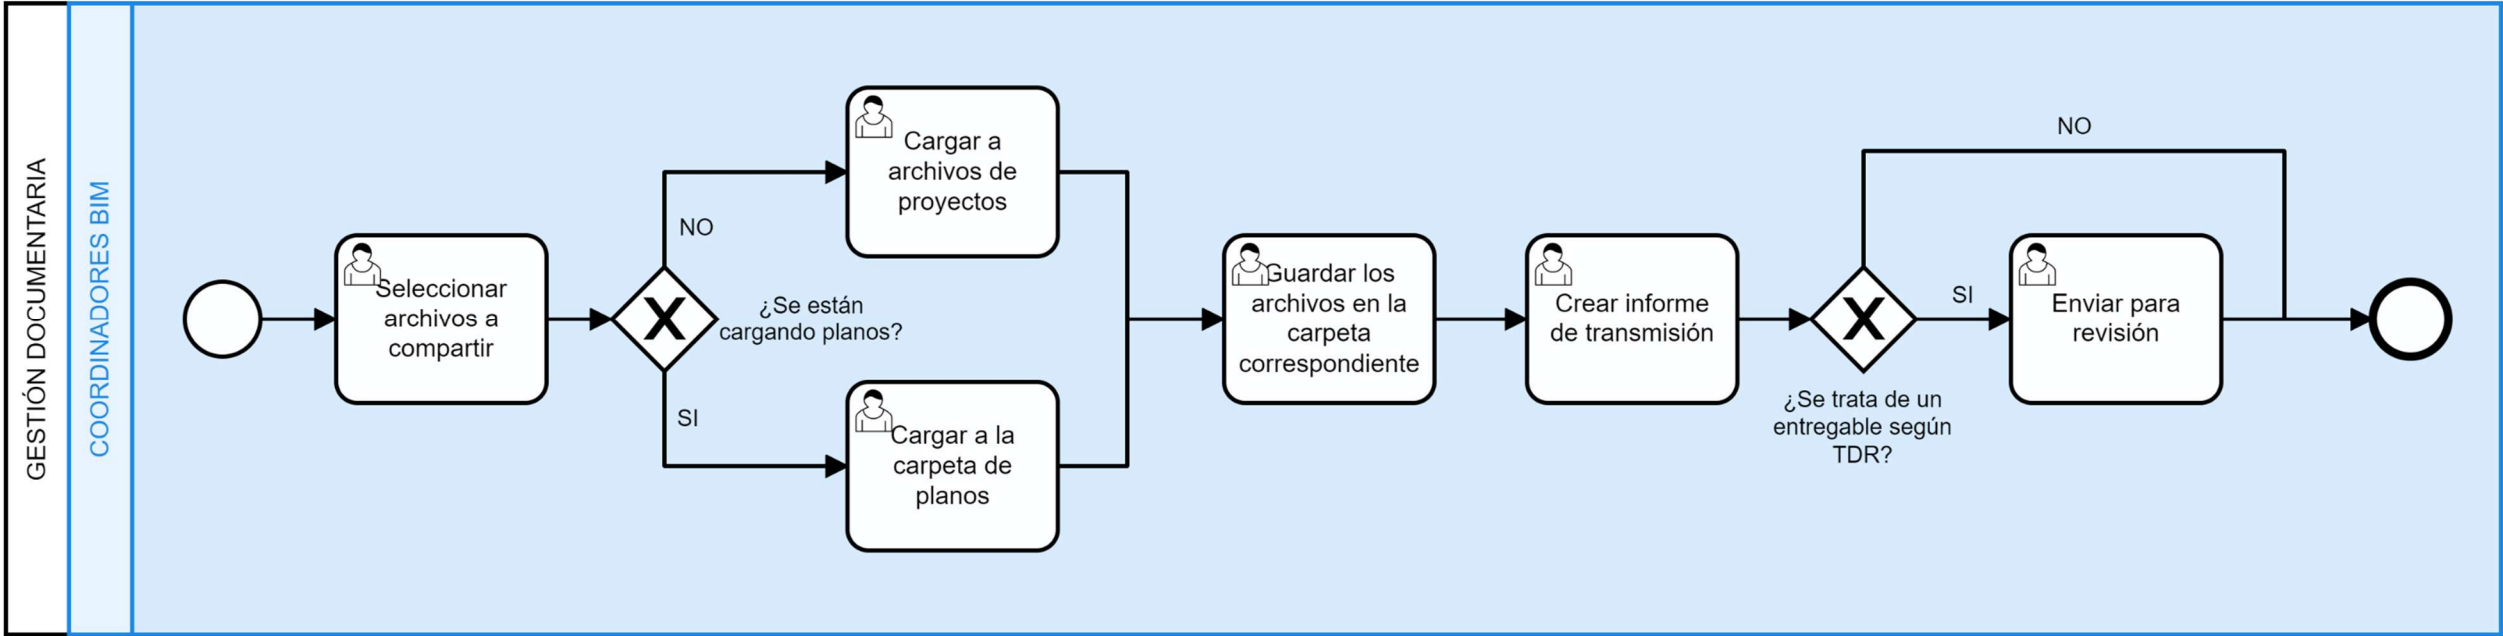 GESTIÓN DOCUMENTARIA
COORDINADORES BIM
Seleccionar
archivos a
compartir
NO
¿Se están
cargando planos?
SI
Cargar a
archivos de
proyectos
Cargar a la
carpeta de
planos
Guardar los
archivos en la
carpeta
correspondiente
Crear informe
de transmisión
NO
SI
¿Se trata de un
entregable según
TDR?
Enviar para
revisión